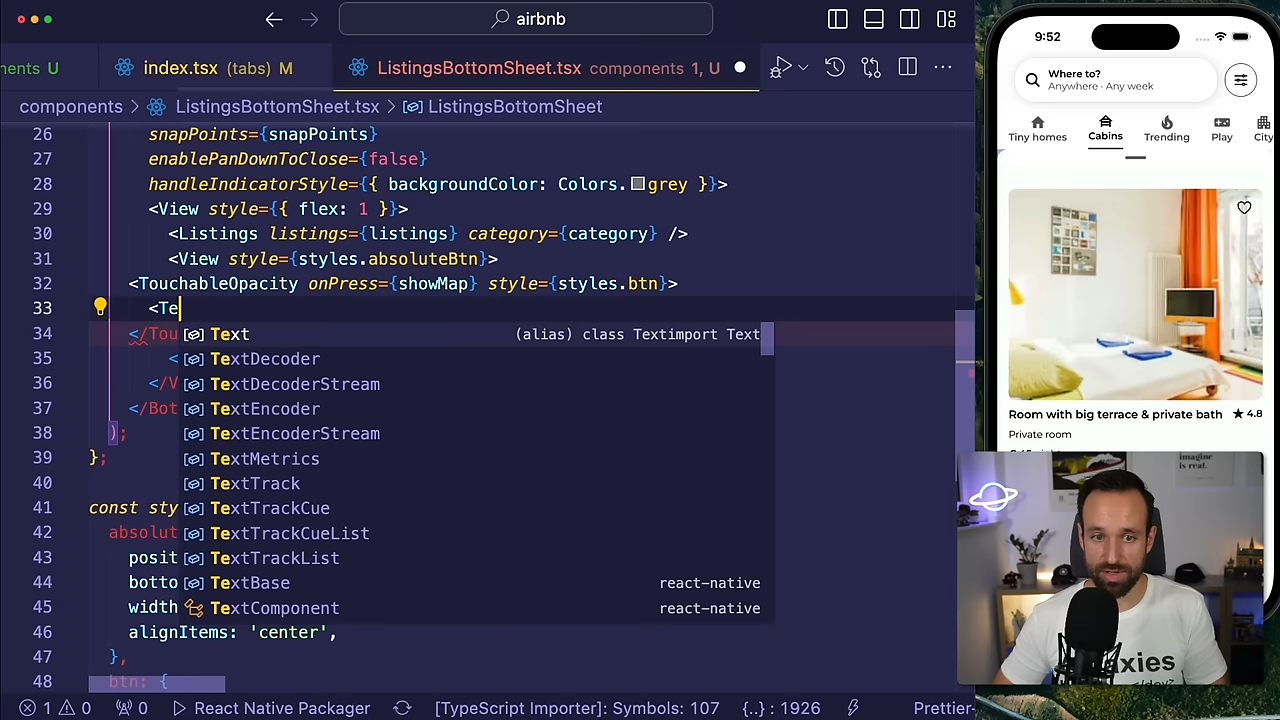 airbnb
nents U
index.tsx (tabs) M
ListingsBottomSheet.tsx components 1, U
components > ListingsBottomSheet.tsx > ListingsBottomSheet
26 snapPoints={snapPoints}
27 enablePanDownToClose={false}
28 handleIndicatorStyle={{ backgroundColor: Colors.grey }}>
29 <View style={{ flex: 1 }}>
30 <Listings listings={listings} category={category} />
31 <View style={styles.absoluteBtn}>
32 <TouchableOpacity onPress={showMap} style={styles.btn}>
33 <Te
34 </Tou
35 <
36 </V
37 </Bot
38 );
39 };
40
41 const sty
42 absolut
43 posit
44 botto
45 width
46 alignItems: 'center',
47 },
48 btn: {
Text (alias) class Textimport Text
TextDecoder
TextDecoderStream
TextEncoder
TextEncoderStream
TextMetrics
TextTrack
TextTrackCue
TextTrackCueList
TextTrackList
TextBase react-native
TextComponent react-native
1 0 0 React Native Packager [TypeScript Importer]: Symbols: 107 {..} : 1926 Prettier
9:52
Where to?
Anywhere · Any week
Tiny homes Cabins Trending Play City
Room with big terrace & private bath ★ 4.8
Private room
imagine
is real.
axies
</dev>